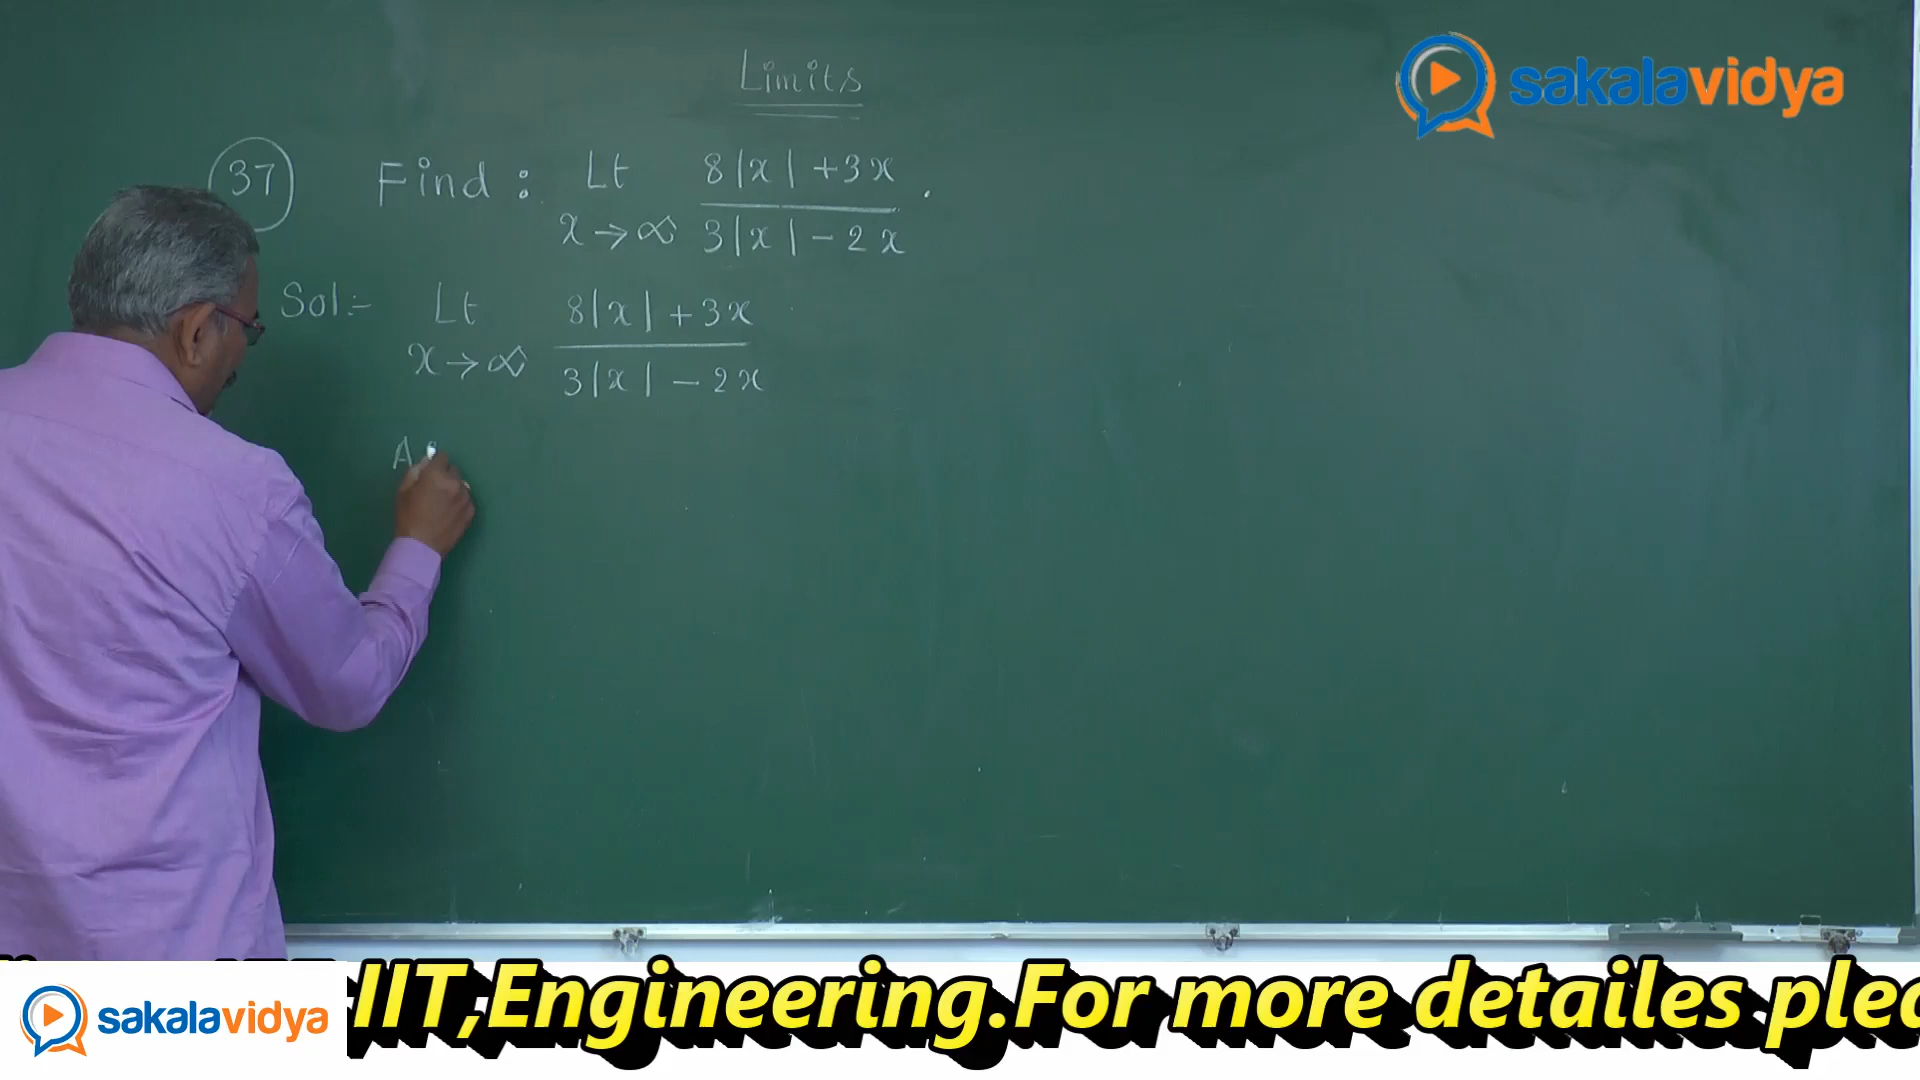 Limits
sakalavidya
37 Find : Lt 8|x| + 3x .
x → ∞ 3|x| - 2x
Sol :- Lt 8|x| + 3x
x → ∞ 3|x| - 2x
As
sakalavidya
IIT,Engineering.For more detailes plea